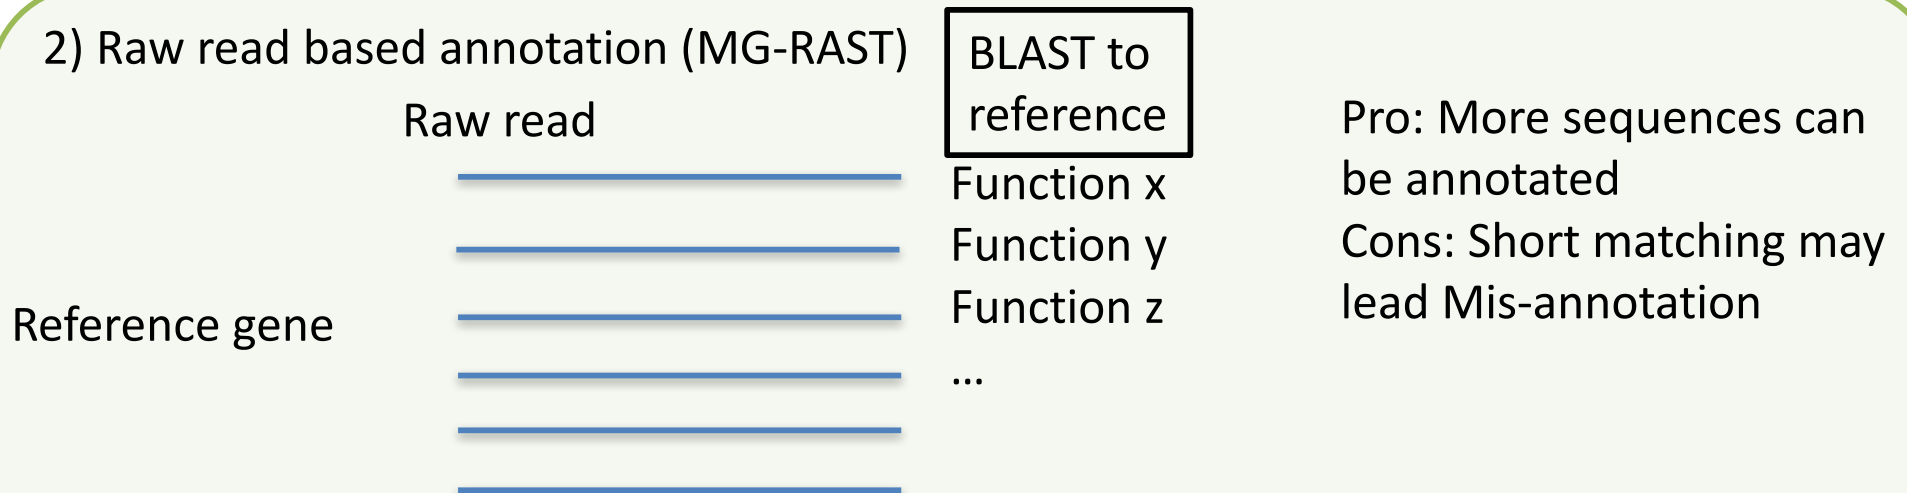 2) Raw read based annotation (MG-RAST)
Raw read
BLAST to
reference
Function x
Function y
Function z
...
Reference gene
Pro: More sequences can
be annotated
Cons: Short matching may
lead Mis-annotation